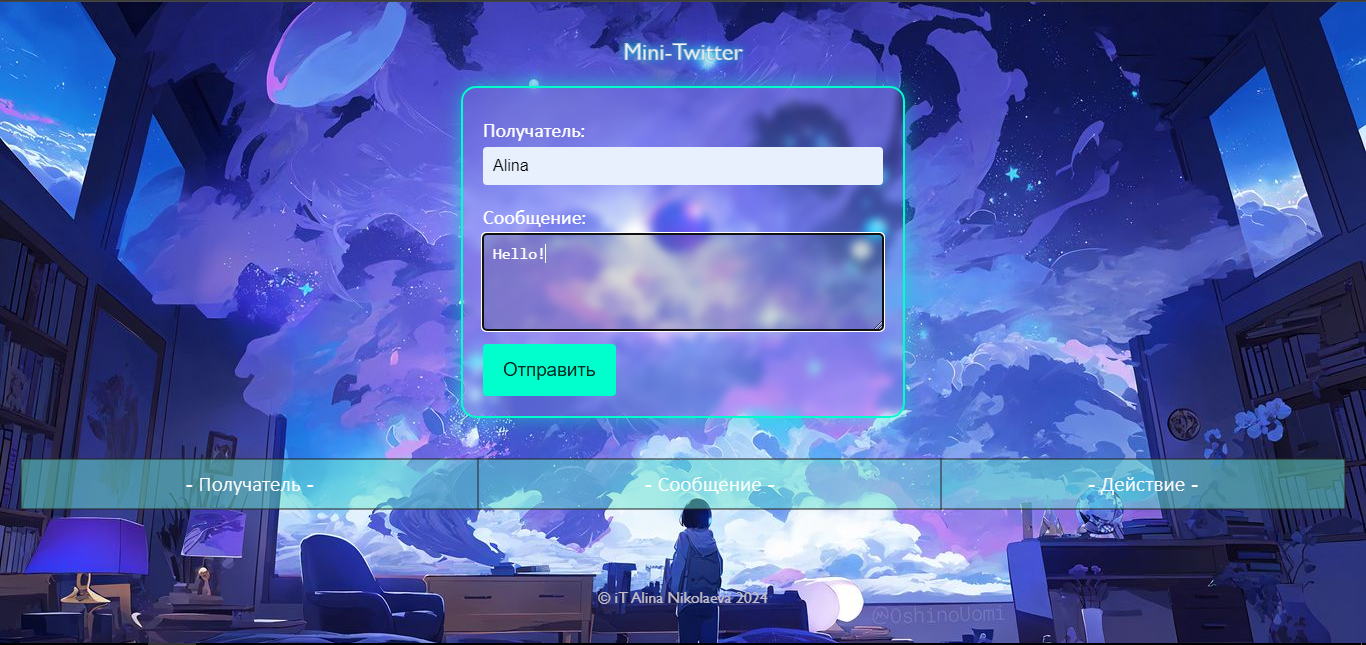 Mini-Twitter
Получатель:
Alina
Сообщение:
Hello!
Отправить
- Получатель -
- Сообщение -
- Действие -
© iT Alina Nikolaeva 2024
@OshinoUomi